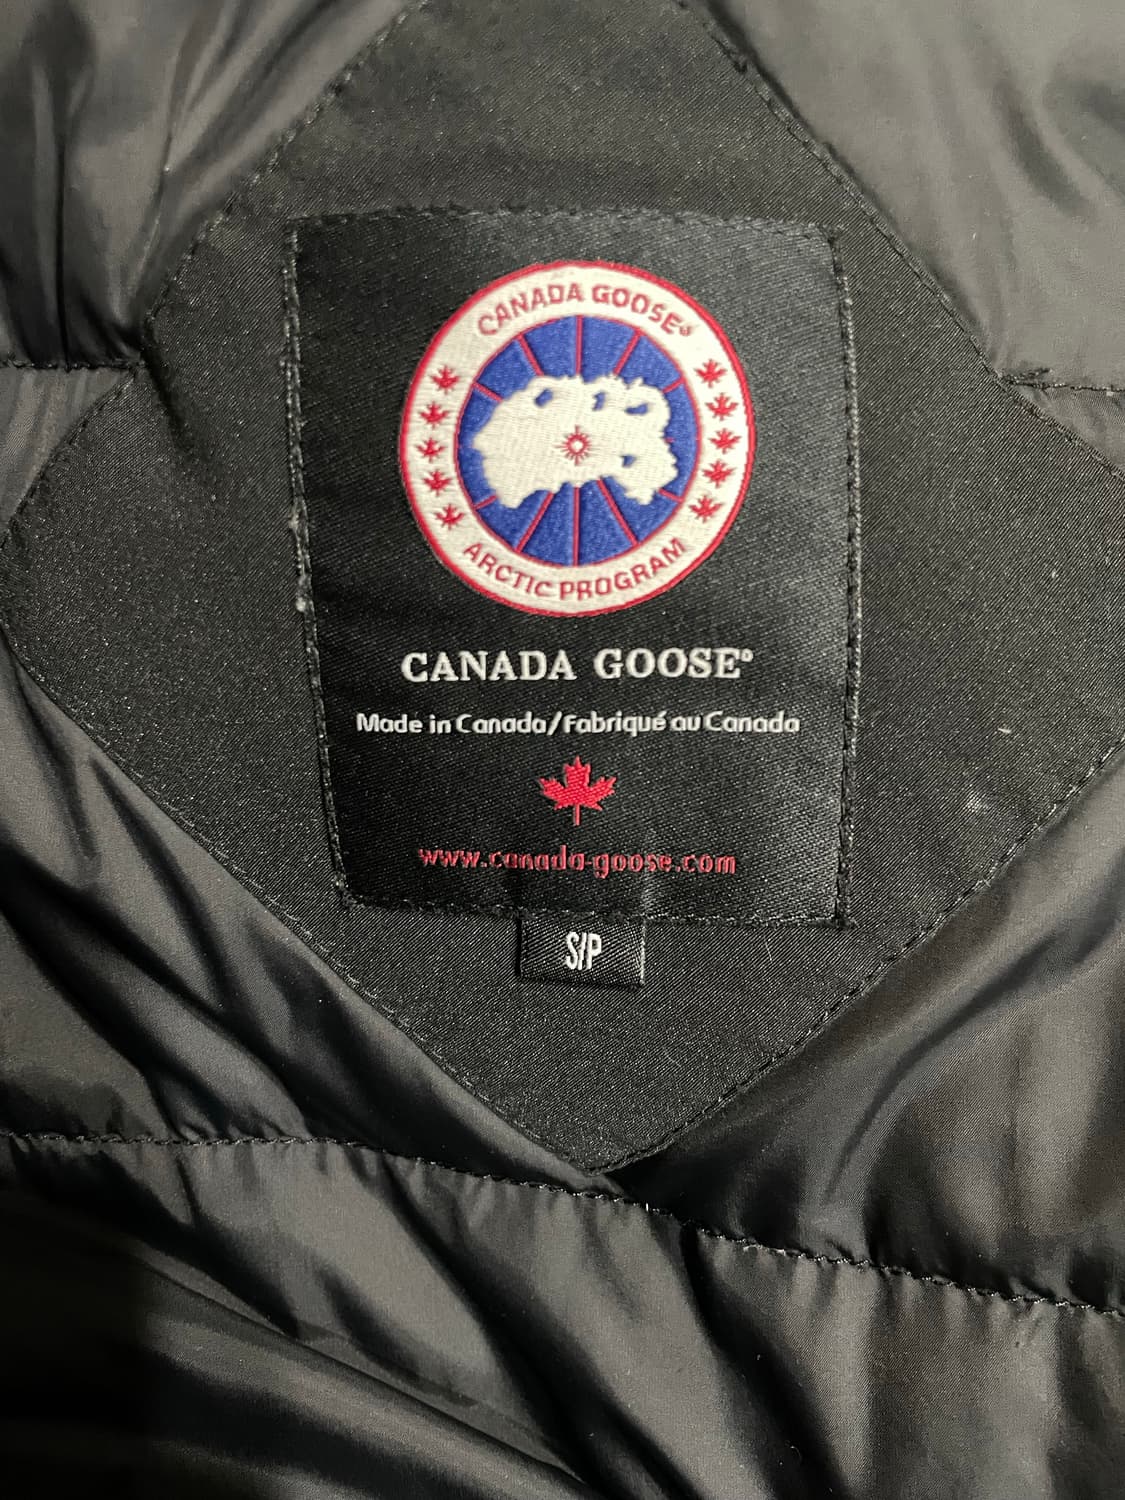 CANADA GOOSE®
ARCTIC PROGRAM
CANADA GOOSE®
Made in Canada/Fabriqué au Canada
www.canada-goose.com
S/P